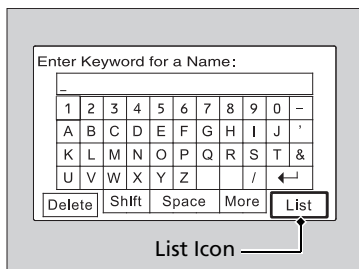 Enter Keyword for a Name:
_
1 2 3 4 5 6 7 8 9 0 –
A B C D E F G H I J '
K L M N O P Q R S T &
U V W X Y Z / ↵
Delete ShIft Space More List
List Icon